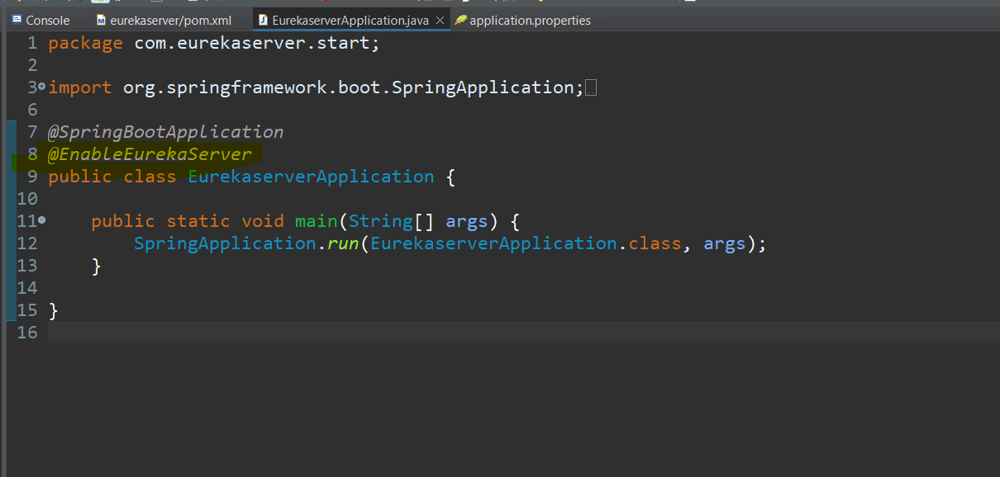 Console eurekaserver/pom.xml EurekaserverApplication.java application.properties
1 package com.eurekaserver.start;
2
3 import org.springframework.boot.SpringApplication;
6
7 @SpringBootApplication
8 @EnableEurekaServer
9 public class EurekaserverApplication {
10
11 public static void main(String[] args) {
12 SpringApplication.run(EurekaserverApplication.class, args);
13 }
14
15 }
16